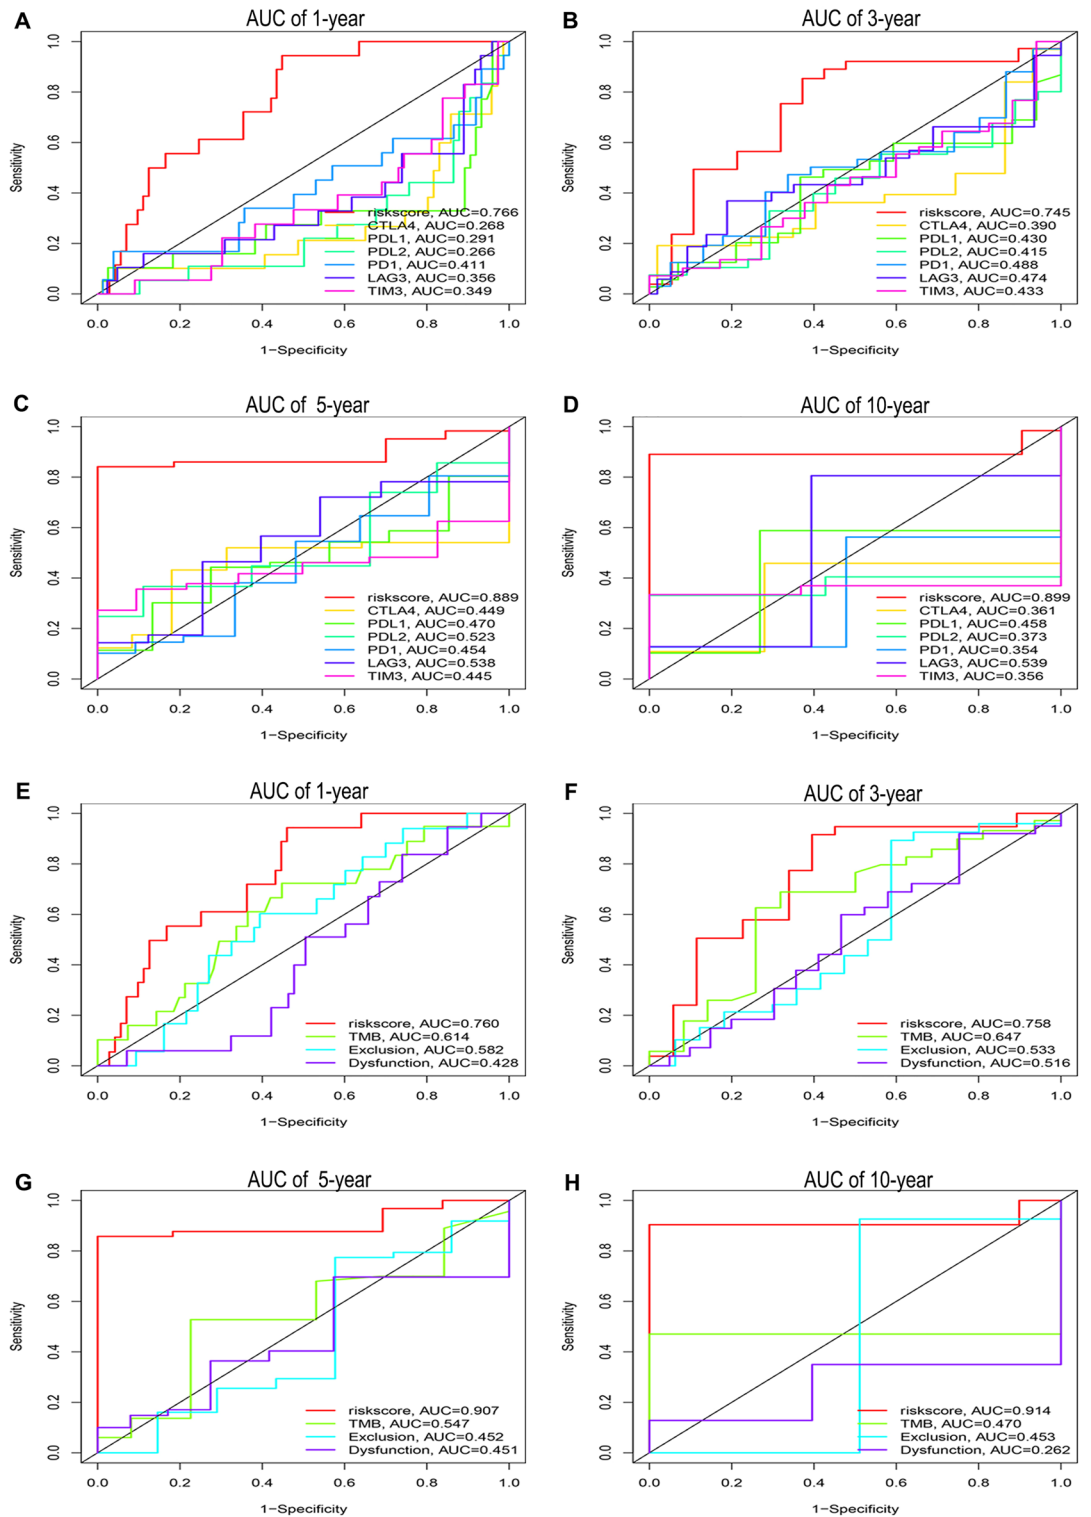 A
AUC of 1-year
Sensitivity
0.0 0.2 0.4 0.6 0.8 1.0
riskscore, AUC=0.766
CTLA4, AUC=0.268
PDL1, AUC=0.291
PDL2, AUC=0.266
PD1, AUC=0.411
LAG3, AUC=0.356
TIM3, AUC=0.349
0.0 0.2 0.4 0.6 0.8 1.0
1−Specificity
B
AUC of 3-year
Sensitivity
0.0 0.2 0.4 0.6 0.8 1.0
riskscore, AUC=0.745
CTLA4, AUC=0.390
PDL1, AUC=0.430
PDL2, AUC=0.415
PD1, AUC=0.488
LAG3, AUC=0.474
TIM3, AUC=0.433
0.0 0.2 0.4 0.6 0.8 1.0
1−Specificity
C
AUC of 5-year
Sensitivity
0.0 0.2 0.4 0.6 0.8 1.0
riskscore, AUC=0.889
CTLA4, AUC=0.449
PDL1, AUC=0.470
PDL2, AUC=0.523
PD1, AUC=0.454
LAG3, AUC=0.538
TIM3, AUC=0.445
0.0 0.2 0.4 0.6 0.8 1.0
1−Specificity
D
AUC of 10-year
Sensitivity
0.0 0.2 0.4 0.6 0.8 1.0
riskscore, AUC=0.899
CTLA4, AUC=0.361
PDL1, AUC=0.458
PDL2, AUC=0.373
PD1, AUC=0.354
LAG3, AUC=0.539
TIM3, AUC=0.356
0.0 0.2 0.4 0.6 0.8 1.0
1−Specificity
E
AUC of 1-year
Sensitivity
0.0 0.2 0.4 0.6 0.8 1.0
riskscore, AUC=0.760
TMB, AUC=0.614
Exclusion, AUC=0.582
Dysfunction, AUC=0.428
0.0 0.2 0.4 0.6 0.8 1.0
1−Specificity
F
AUC of 3-year
Sensitivity
0.0 0.2 0.4 0.6 0.8 1.0
riskscore, AUC=0.758
TMB, AUC=0.647
Exclusion, AUC=0.533
Dysfunction, AUC=0.516
0.0 0.2 0.4 0.6 0.8 1.0
1−Specificity
G
AUC of 5-year
Sensitivity
0.0 0.2 0.4 0.6 0.8 1.0
riskscore, AUC=0.907
TMB, AUC=0.547
Exclusion, AUC=0.452
Dysfunction, AUC=0.451
0.0 0.2 0.4 0.6 0.8 1.0
1−Specificity
H
AUC of 10-year
Sensitivity
0.0 0.2 0.4 0.6 0.8 1.0
riskscore, AUC=0.914
TMB, AUC=0.470
Exclusion, AUC=0.453
Dysfunction, AUC=0.262
0.0 0.2 0.4 0.6 0.8 1.0
1−Specificity